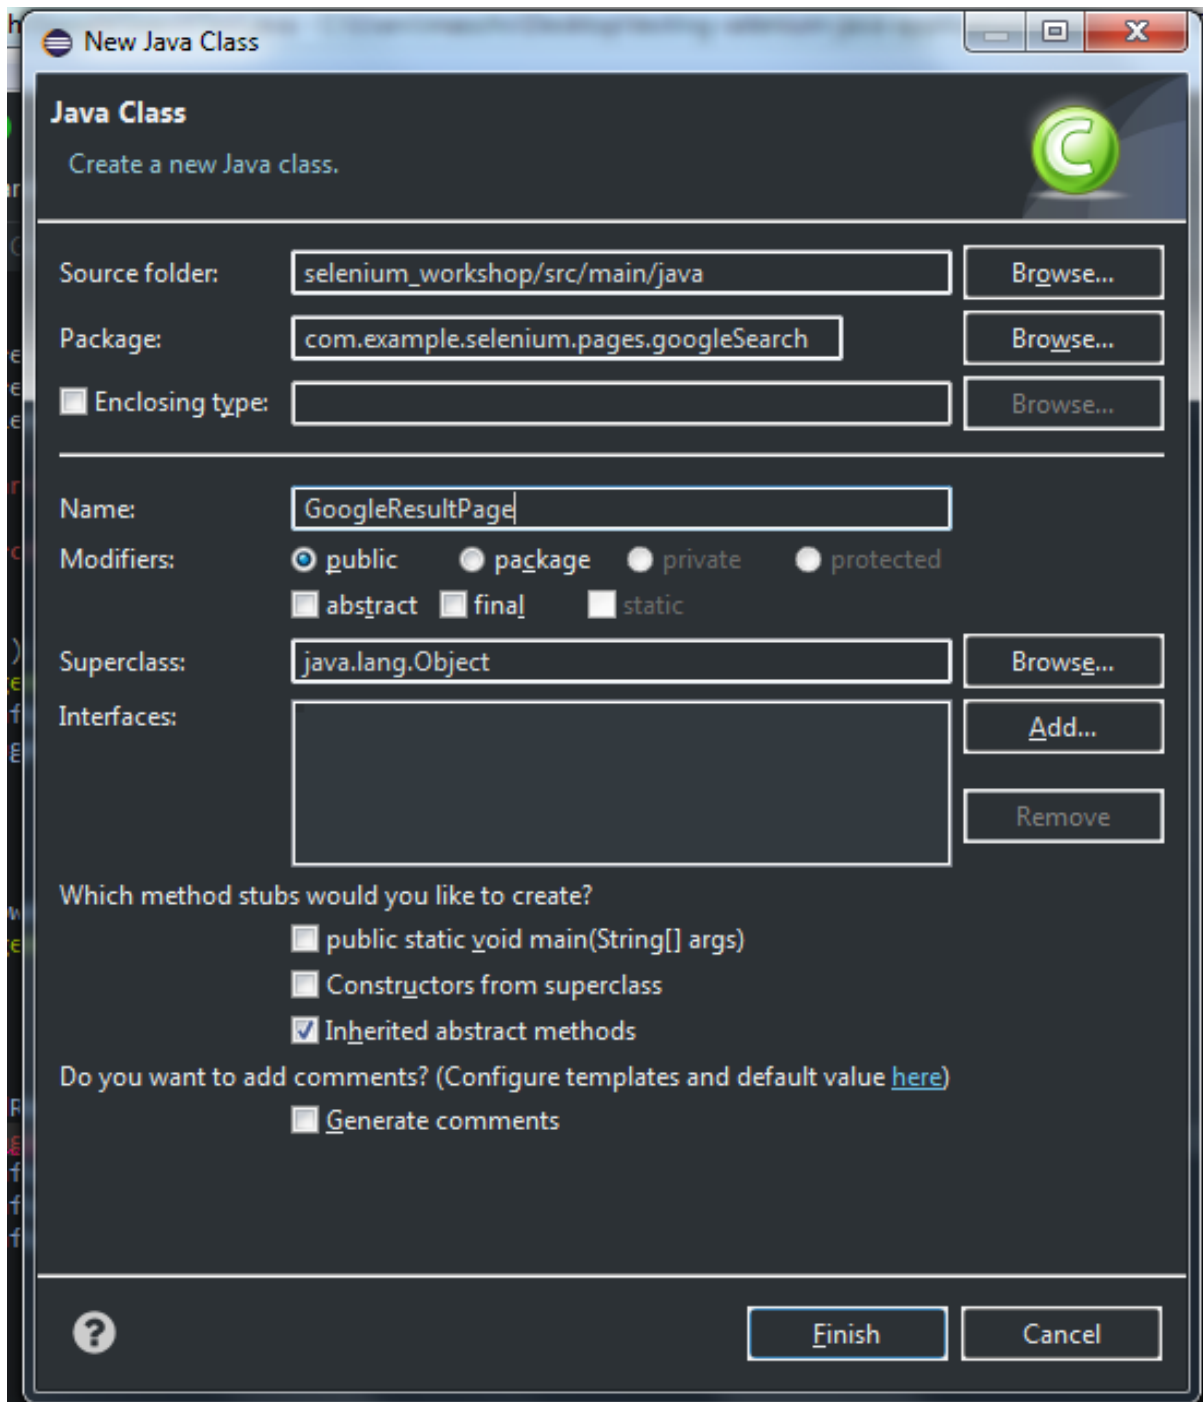 New Java Class
Java Class
Create a new Java class.
Source folder: selenium_workshop/src/main/java Browse...
Package: com.example.selenium.pages.googleSearch Browse...
Enclosing type: Browse...
Name: GoogleResultPage
Modifiers: public package private protected
abstract final static
Superclass: java.lang.Object Browse...
Interfaces: Add...
Remove
Which method stubs would you like to create?
public static void main(String[] args)
Constructors from superclass
Inherited abstract methods
Do you want to add comments? (Configure templates and default value here)
Generate comments
Finish Cancel